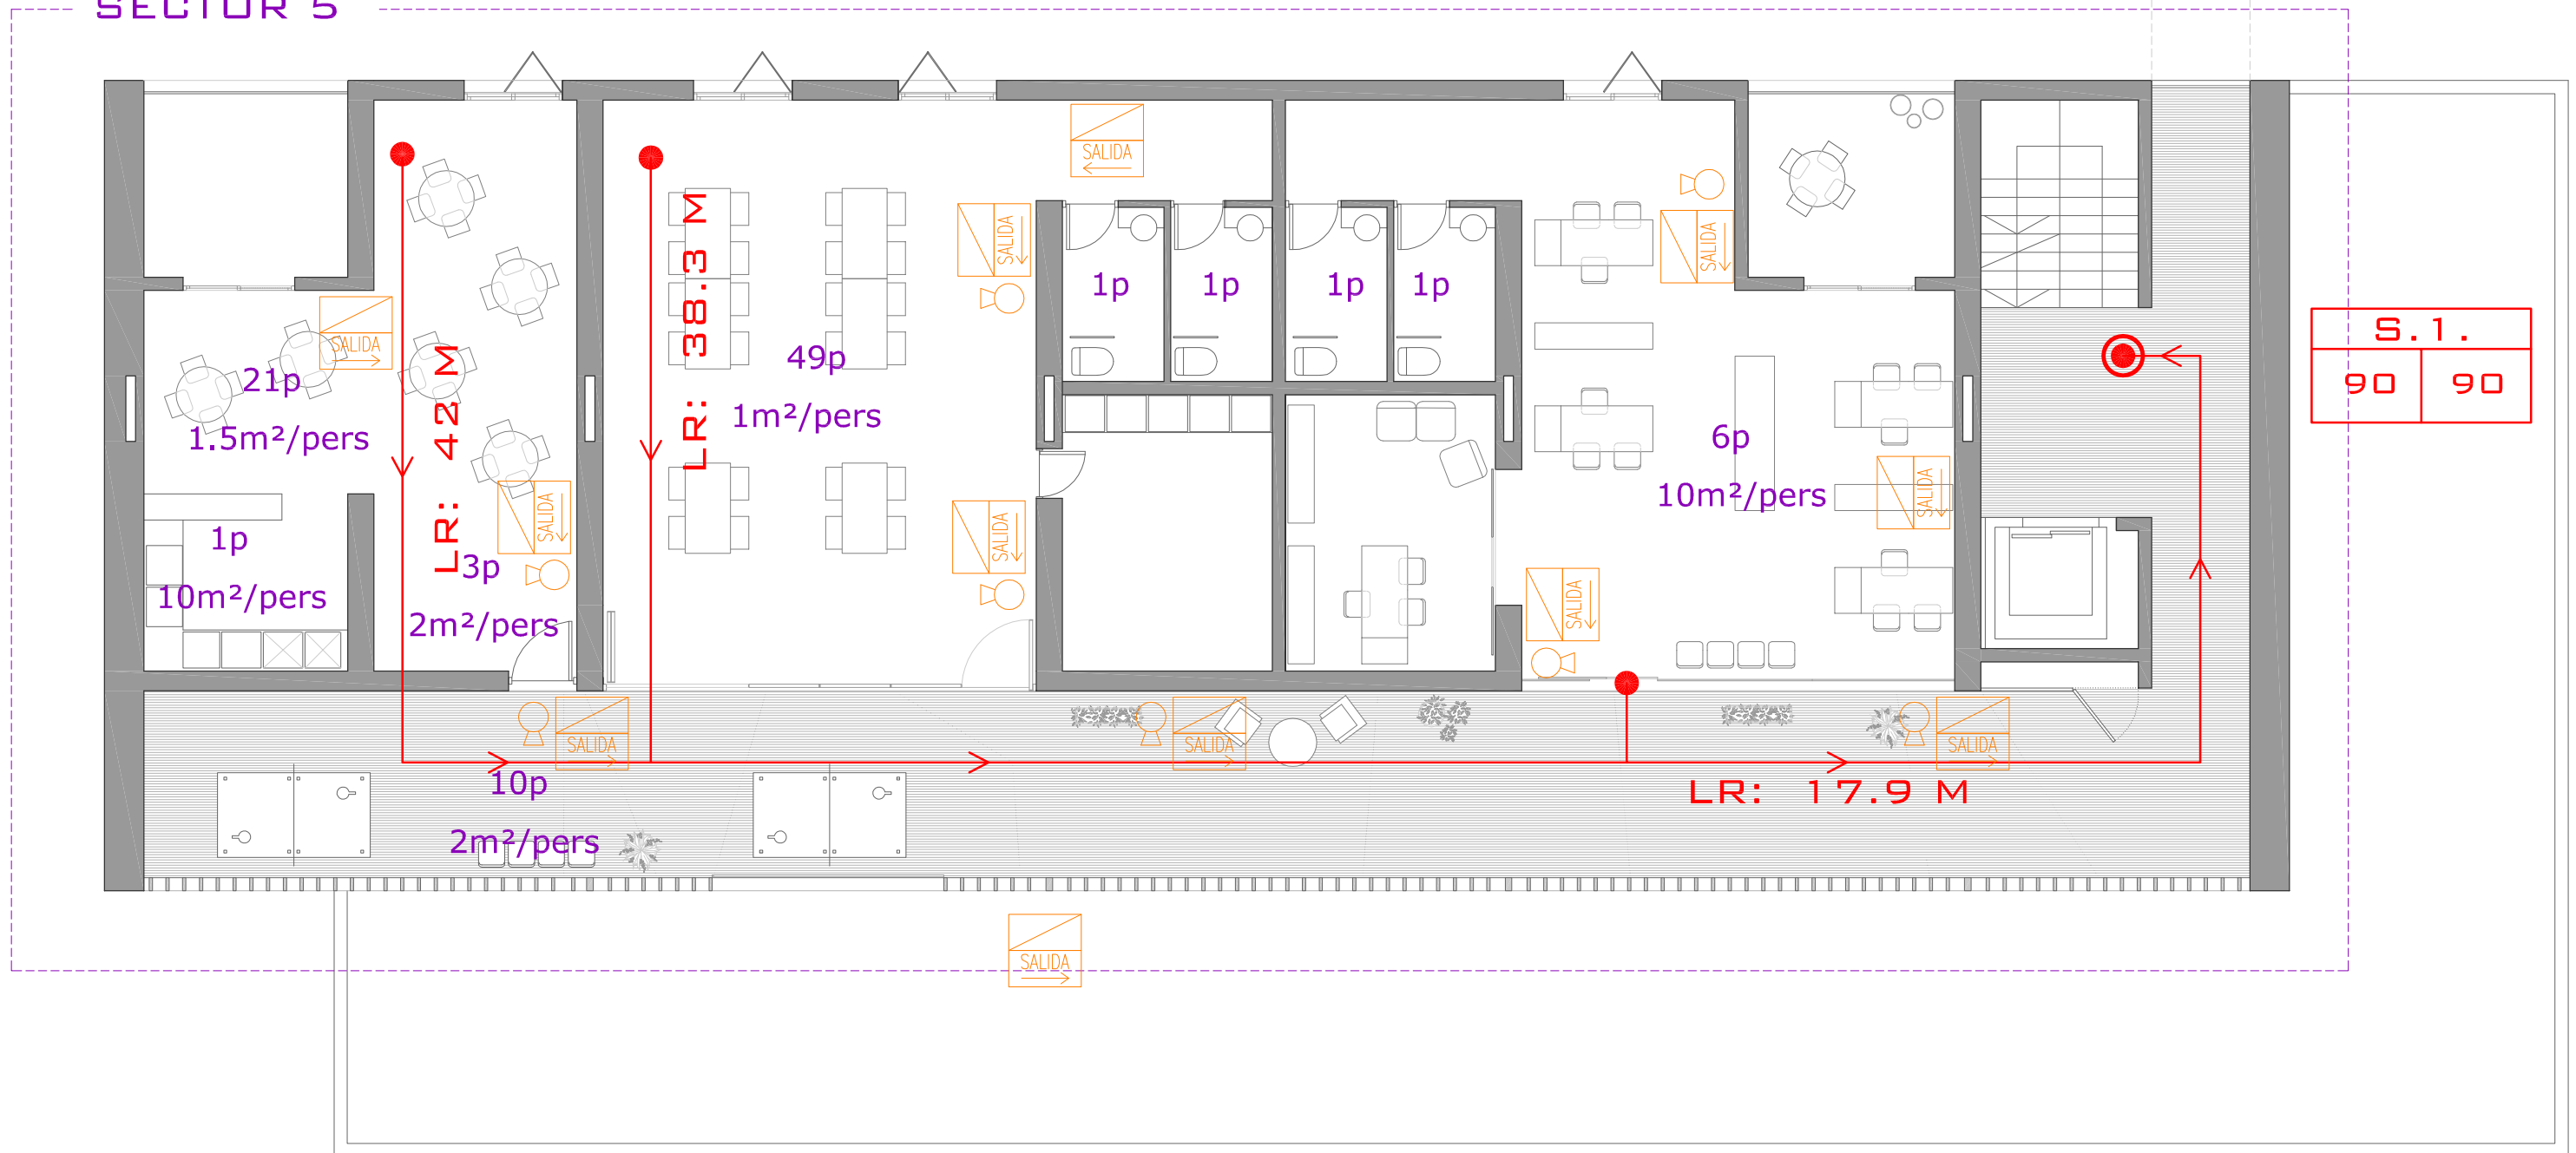 SECTOR 5
SALIDA
SALIDA
SALIDA
1p
1p
1p
1p
S.1.
90
90
LR: 38.3 M
SALIDA
49p
21p
1m²/pers
1.5m²/pers
LR: 42 M
6p
10m²/pers
SALIDA
SALIDA
SALIDA
1p
3p
10m²/pers
2m²/pers
SALIDA
SALIDA
SALIDA
SALIDA
10p
LR: 17.9 M
2m²/pers
SALIDA